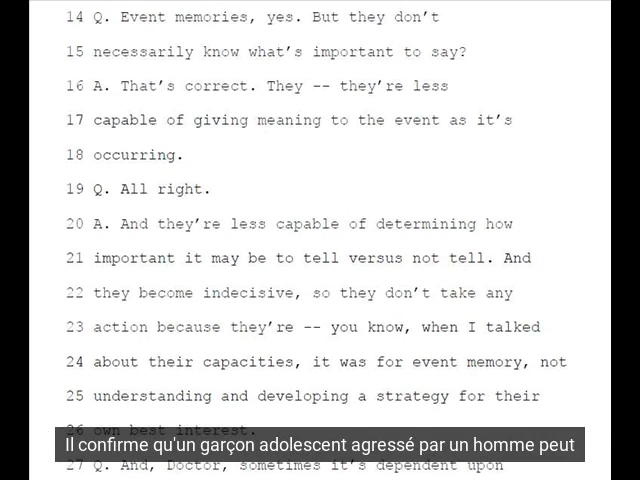 14 Q. Event memories, yes. But they don't
15 necessarily know what's important to say?
16 A. That's correct. They -- they're less
17 capable of giving meaning to the event as it's
18 occurring.
19 Q. All right.
20 A. And they're less capable of determining how
21 important it may be to tell versus not tell. And
22 they become indecisive, so they don't take any
23 action because they're -- you know, when I talked
24 about their capacities, it was for event memory, not
25 understanding and developing a strategy for their
26 own best interest.
Il confirme qu'un garçon adolescent agressé par un homme peut
27 Q. And, Doctor, sometimes it's dependent upon